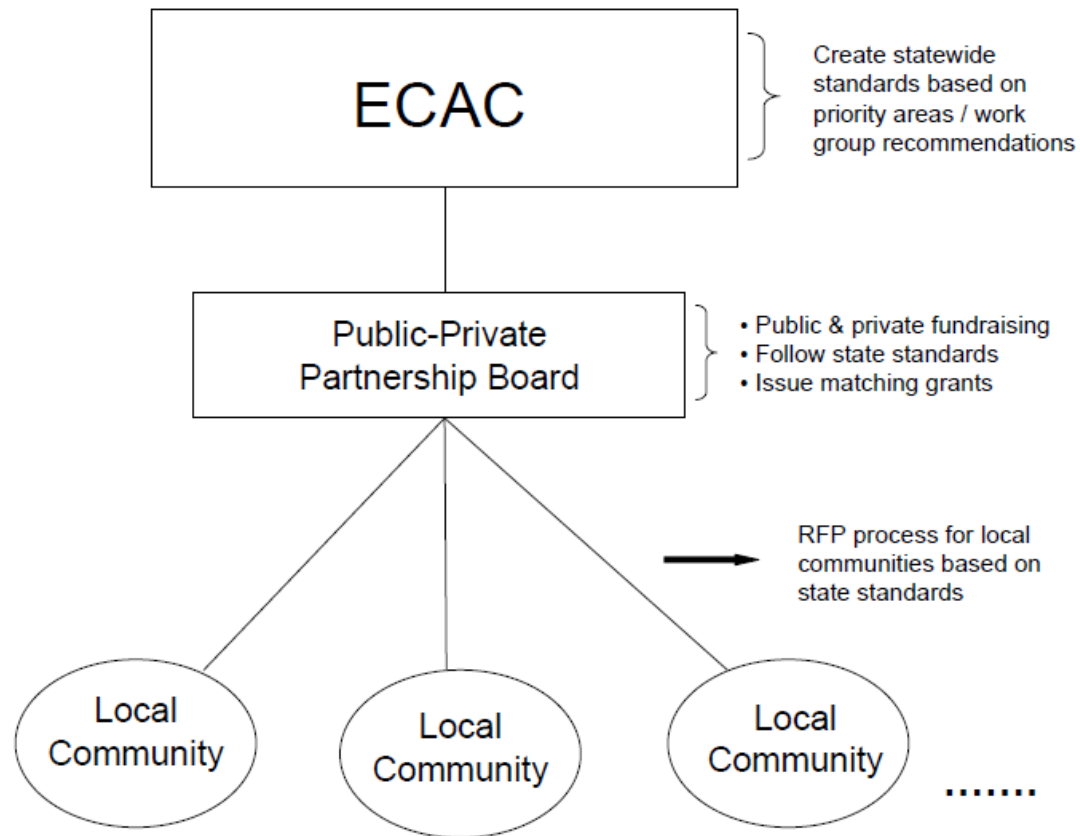 ECAC
Create statewide
standards based on
priority areas / work
group recommendations
Public-Private
Partnership Board
• Public & private fundraising
• Follow state standards
• Issue matching grants
RFP process for local
communities based on
state standards
Local
Community
Local
Community
Local
Community
.......